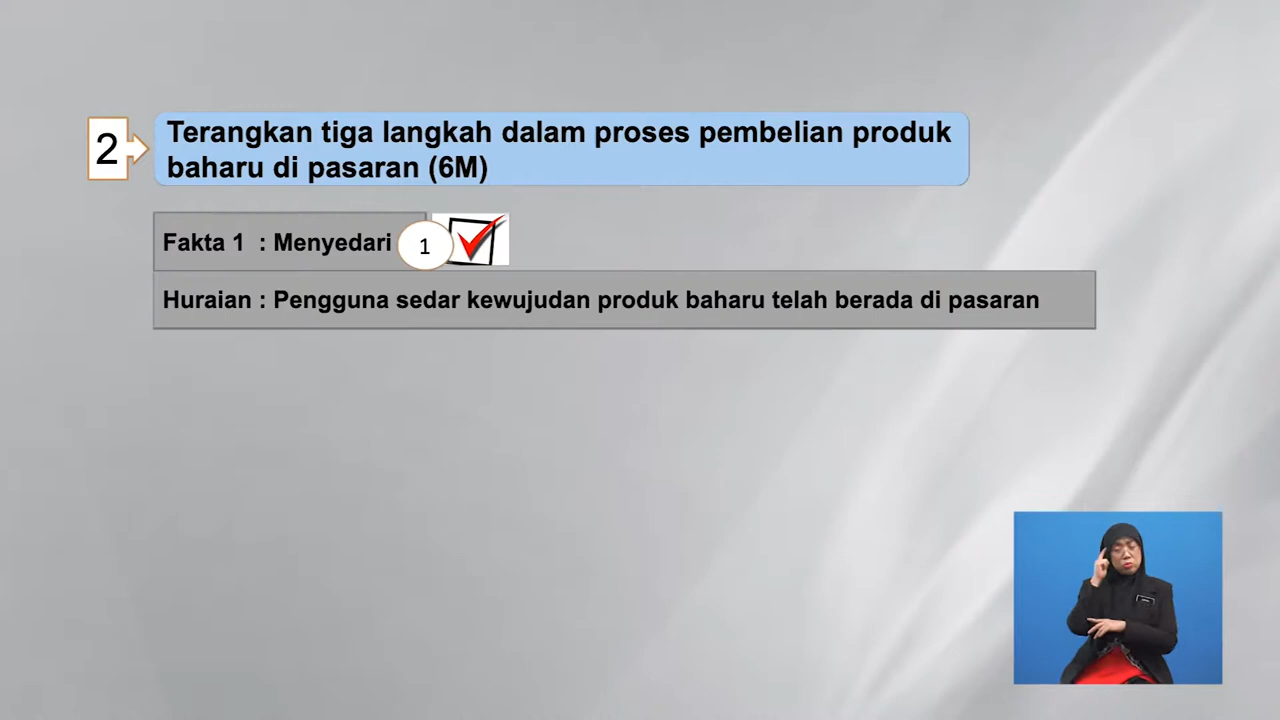 2
Terangkan tiga langkah dalam proses pembelian produk
baharu di pasaran (6M)
Fakta 1 : Menyedari
1
Huraian : Pengguna sedar kewujudan produk baharu telah berada di pasaran